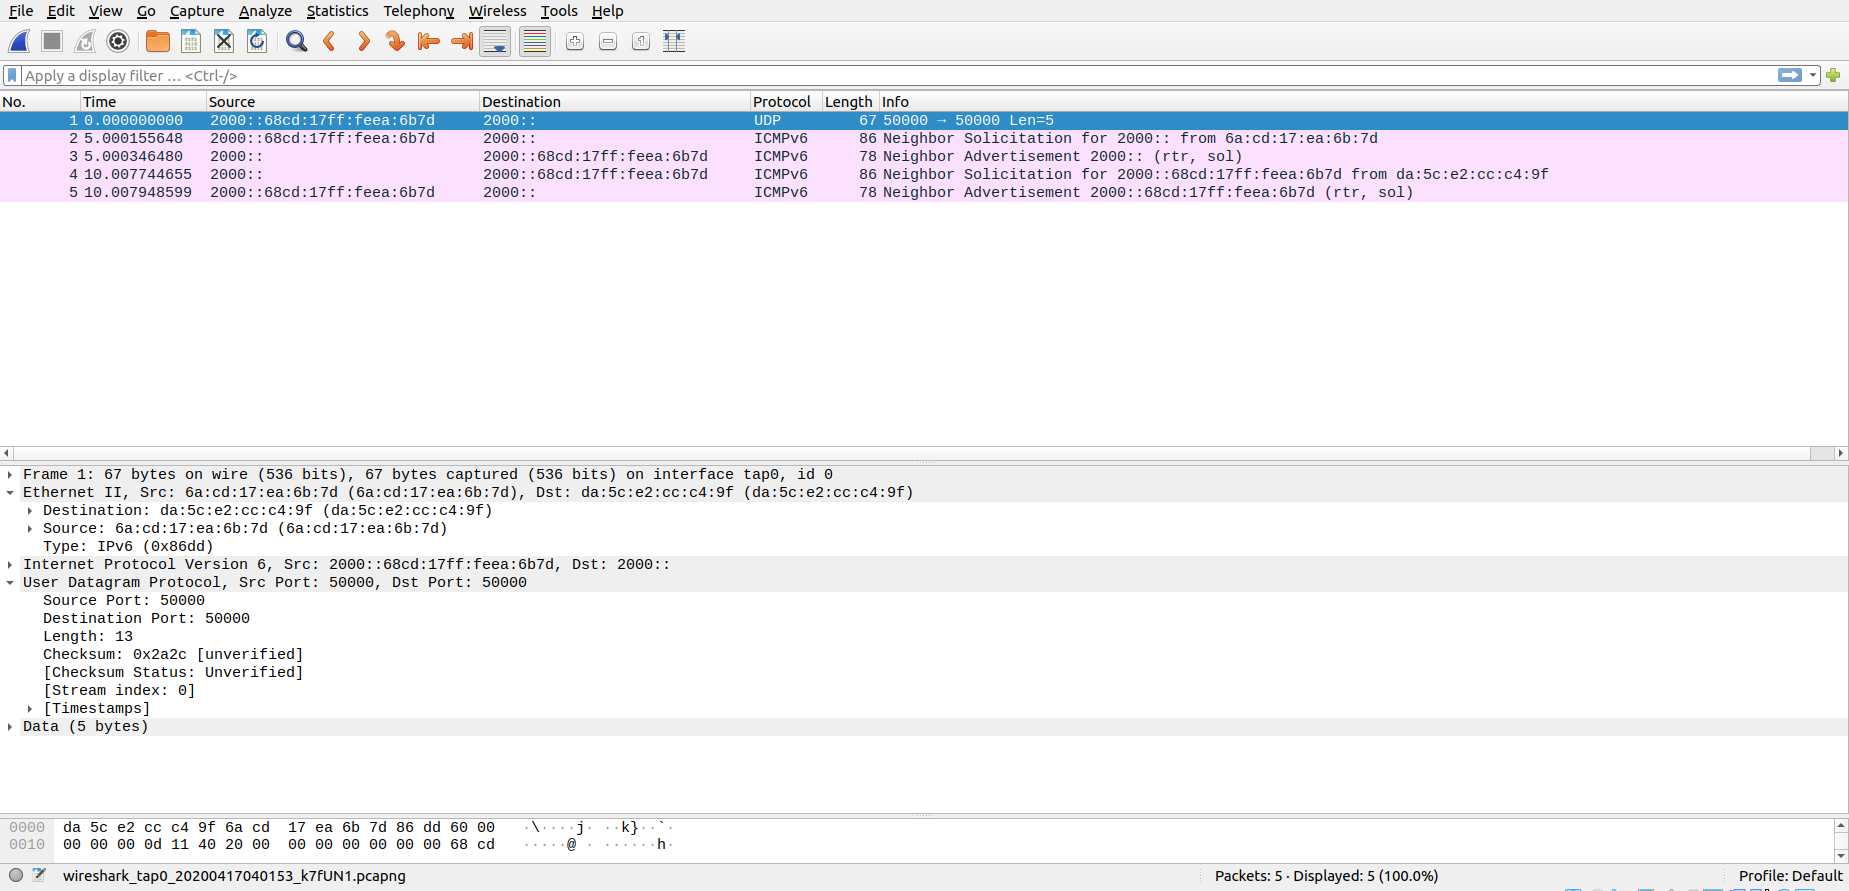 File Edit View Go Capture Analyze Statistics Telephony Wireless Tools Help
Apply a display filter … <Ctrl-/>
No. Time Source Destination Protocol Length Info
1 0.000000000 2000::68cd:17ff:feea:6b7d 2000:: UDP 67 50000 → 50000 Len=5
2 5.000155648 2000::68cd:17ff:feea:6b7d 2000:: ICMPv6 86 Neighbor Solicitation for 2000:: from 6a:cd:17:ea:6b:7d
3 5.000346480 2000:: 2000::68cd:17ff:feea:6b7d ICMPv6 78 Neighbor Advertisement 2000:: (rtr, sol)
4 10.007744655 2000:: 2000::68cd:17ff:feea:6b7d ICMPv6 86 Neighbor Solicitation for 2000::68cd:17ff:feea:6b7d from da:5c:e2:cc:c4:9f
5 10.007948599 2000::68cd:17ff:feea:6b7d 2000:: ICMPv6 78 Neighbor Advertisement 2000::68cd:17ff:feea:6b7d (rtr, sol)
Frame 1: 67 bytes on wire (536 bits), 67 bytes captured (536 bits) on interface tap0, id 0
Ethernet II, Src: 6a:cd:17:ea:6b:7d (6a:cd:17:ea:6b:7d), Dst: da:5c:e2:cc:c4:9f (da:5c:e2:cc:c4:9f)
Destination: da:5c:e2:cc:c4:9f (da:5c:e2:cc:c4:9f)
Source: 6a:cd:17:ea:6b:7d (6a:cd:17:ea:6b:7d)
Type: IPv6 (0x86dd)
Internet Protocol Version 6, Src: 2000::68cd:17ff:feea:6b7d, Dst: 2000::
User Datagram Protocol, Src Port: 50000, Dst Port: 50000
Source Port: 50000
Destination Port: 50000
Length: 13
Checksum: 0x2a2c [unverified]
[Checksum Status: Unverified]
[Stream index: 0]
[Timestamps]
Data (5 bytes)
0000 da 5c e2 cc c4 9f 6a cd 17 ea 6b 7d 86 dd 60 00 ·\····j· ··k}··`·
0010 00 00 00 0d 11 40 20 00 00 00 00 00 00 00 68 cd ·····@ · ······h·
wireshark_tap0_20200417040153_k7fUN1.pcapng Packets: 5 · Displayed: 5 (100.0%) Profile: Default